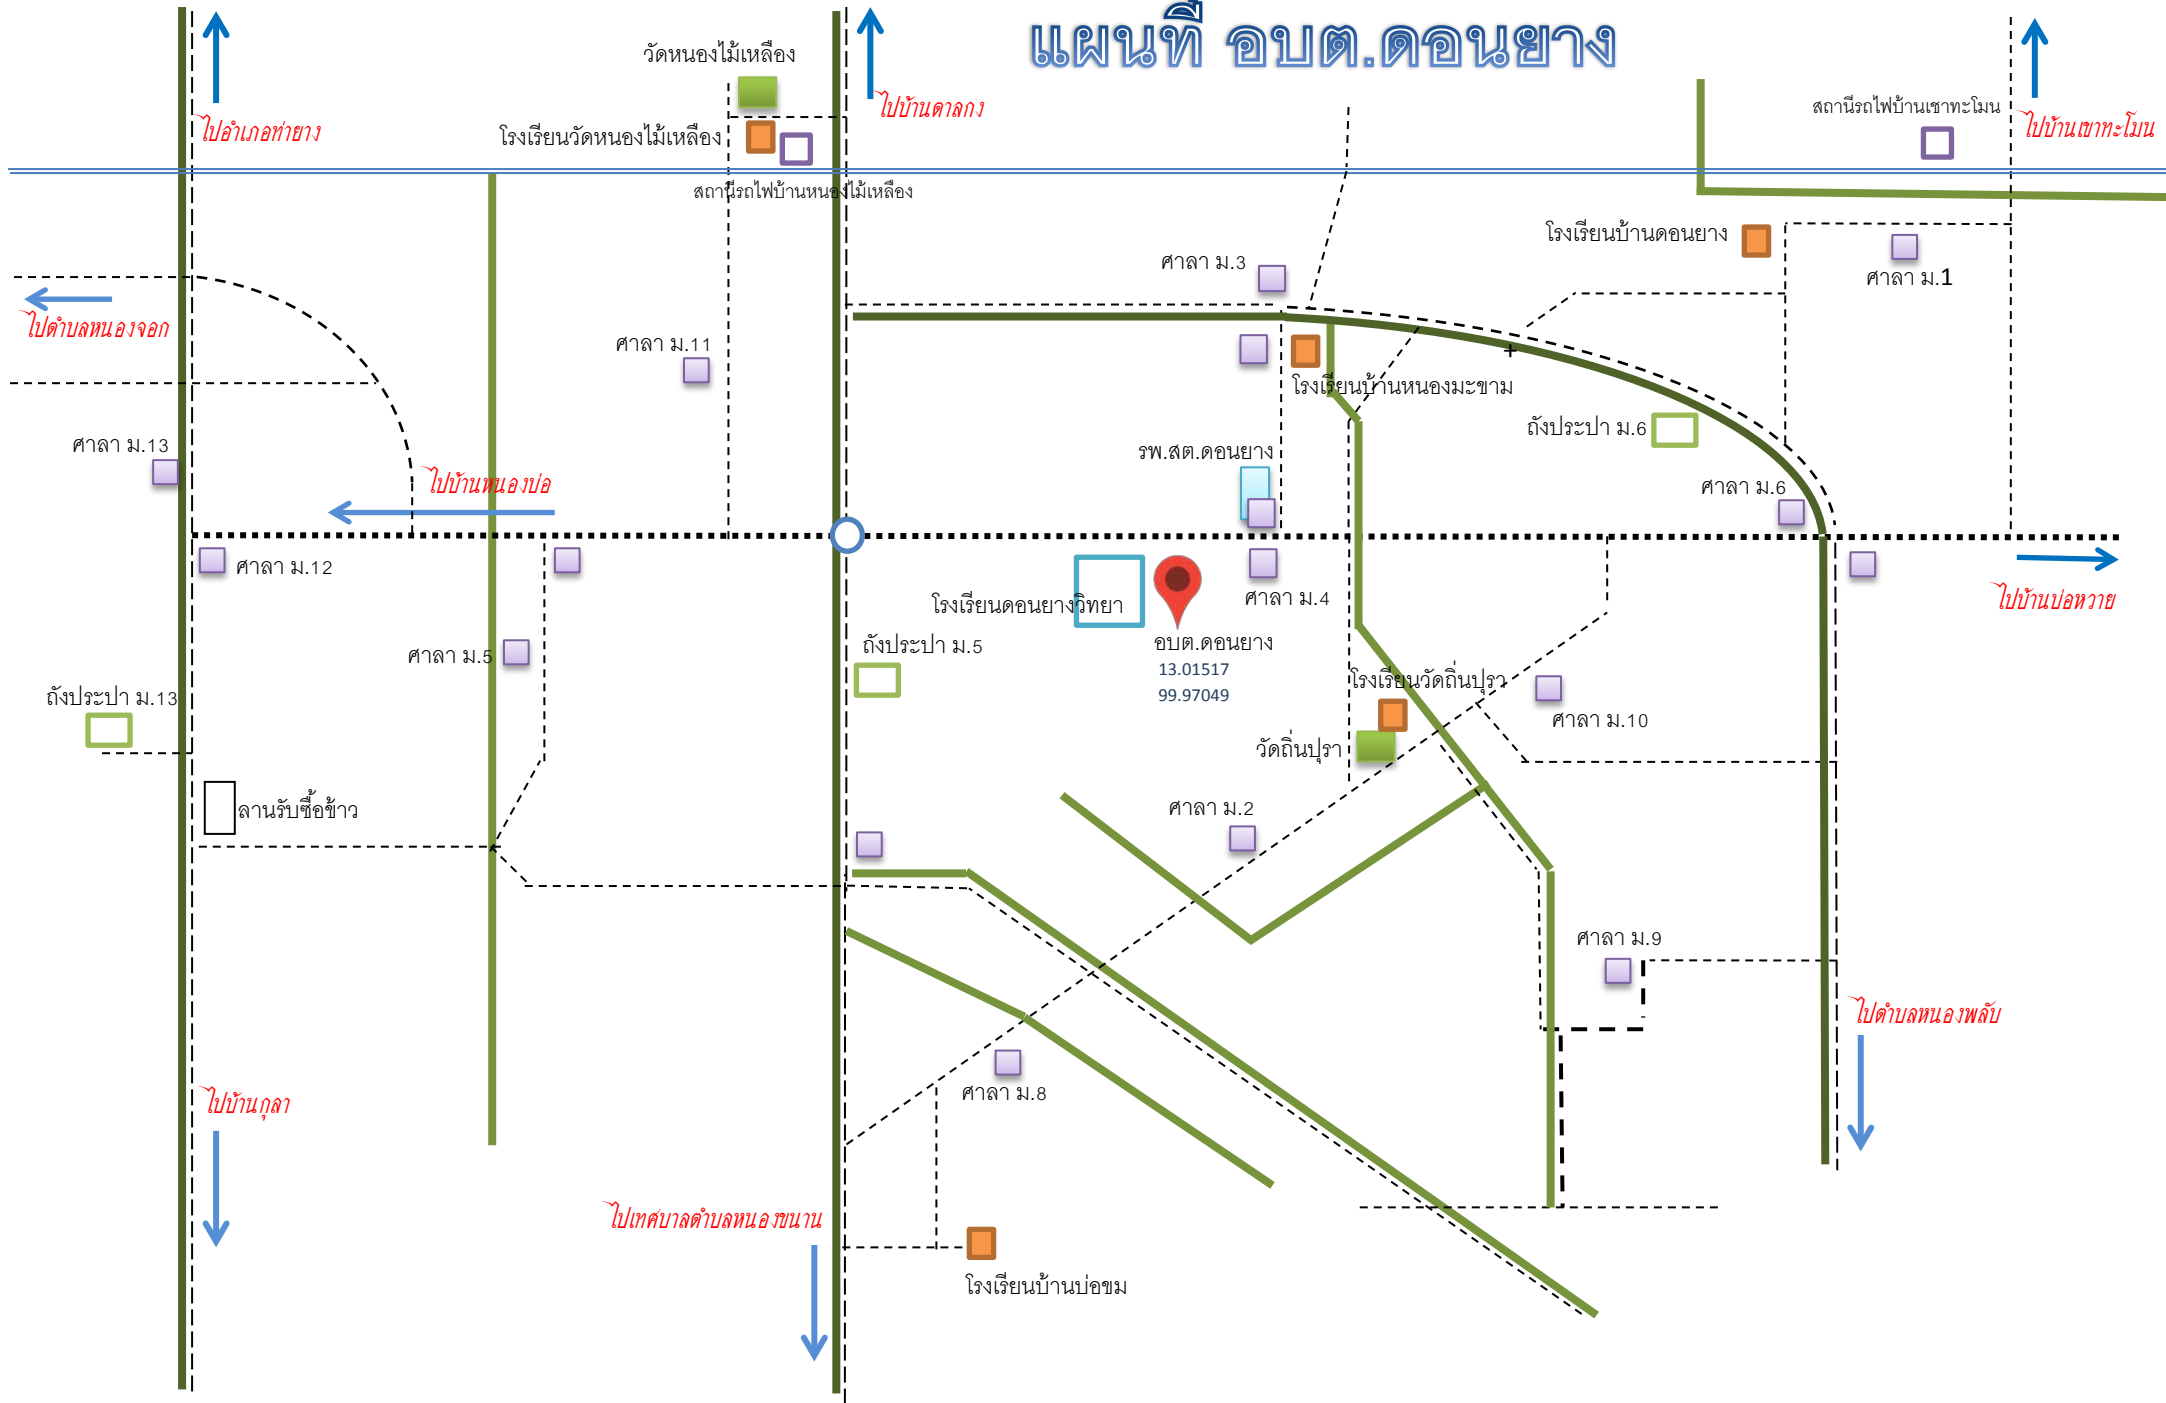 แผนที่ อบต.ดอนยาง
วัดหนองไม้เหลือง
ไปบ้านตาลกง
สถานีรถไฟบ้านเขาทะโมน
ไปอำเภอท่ายาง
โรงเรียนวัดหนองไม้เหลือง
ไปบ้านเขาทะโมน
สถานีรถไฟบ้านหนองไม้เหลือง
โรงเรียนบ้านดอนยาง
ศาลา ม.3
ศาลา ม.1
ไปตำบลหนองจอก
ศาลา ม.11
โรงเรียนบ้านหนองมะขาม
ถังประปา ม.6
ศาลา ม.13
รพ.สต.ดอนยาง
ไปบ้านหนองบ่อ
ศาลา ม.6
ศาลา ม.12
โรงเรียนดอนยางวิทยา
ศาลา ม.4
ไปบ้านบ่อหวาย
ถังประปา ม.5
อบต.ดอนยาง
13.01517
99.97049
ศาลา ม.5
โรงเรียนวัดถิ่นปุรา
ถังประปา ม.13
ศาลา ม.10
วัดถิ่นปุรา
ลานรับซื้อข้าว
ศาลา ม.2
ศาลา ม.9
ไปตำบลหนองพลับ
ศาลา ม.8
ไปบ้านกุลา
ไปเทศบาลตำบลหนองขนาน
โรงเรียนบ้านบ่อขม